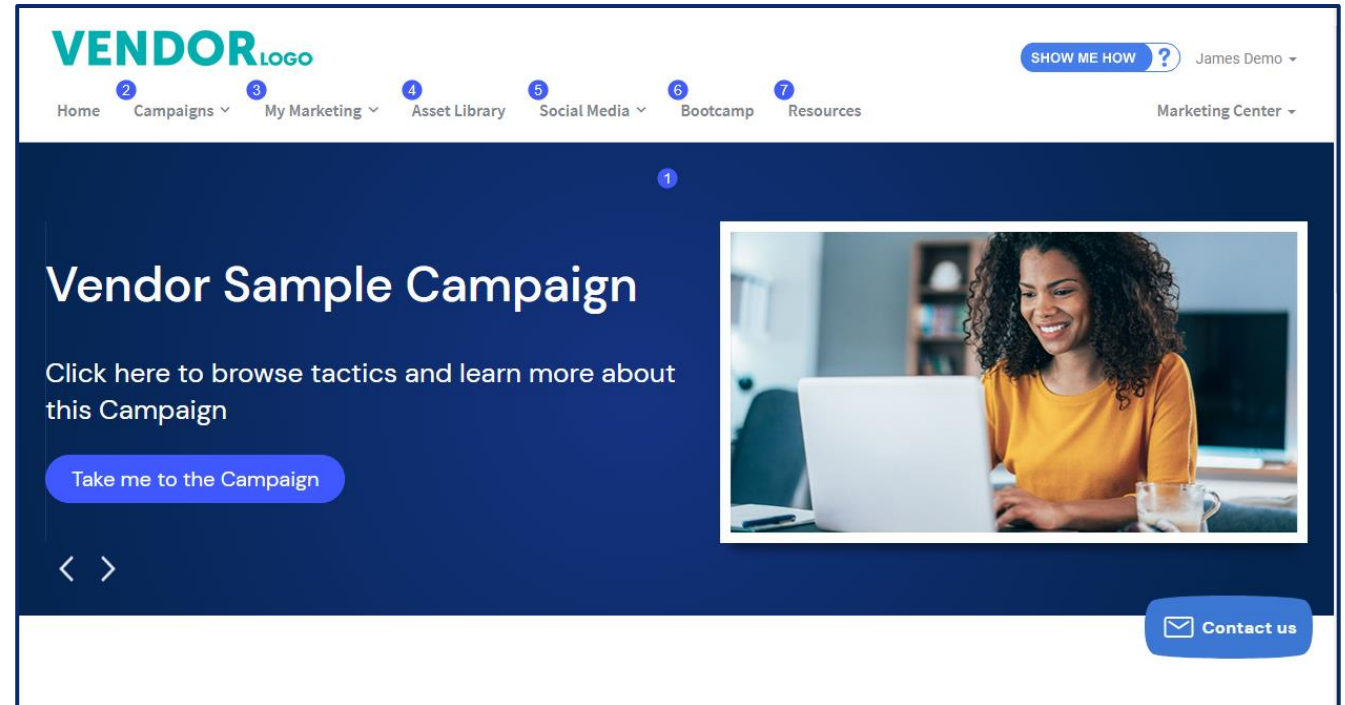 VENDOR LOGO
SHOW ME HOW ?
James Demo
2 3 4 5 6 7
Home Campaigns My Marketing Asset Library Social Media Bootcamp Resources
Marketing Center
1
Vendor Sample Campaign
Click here to browse tactics and learn more about
this Campaign
Take me to the Campaign
Contact us